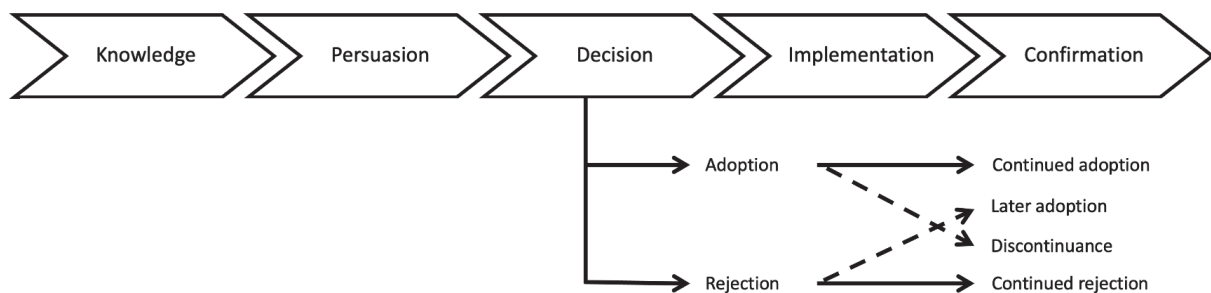 Knowledge
Persuasion
Decision
Implementation
Confirmation
Adoption
Continued adoption
Later adoption
Discontinuance
Rejection
Continued rejection